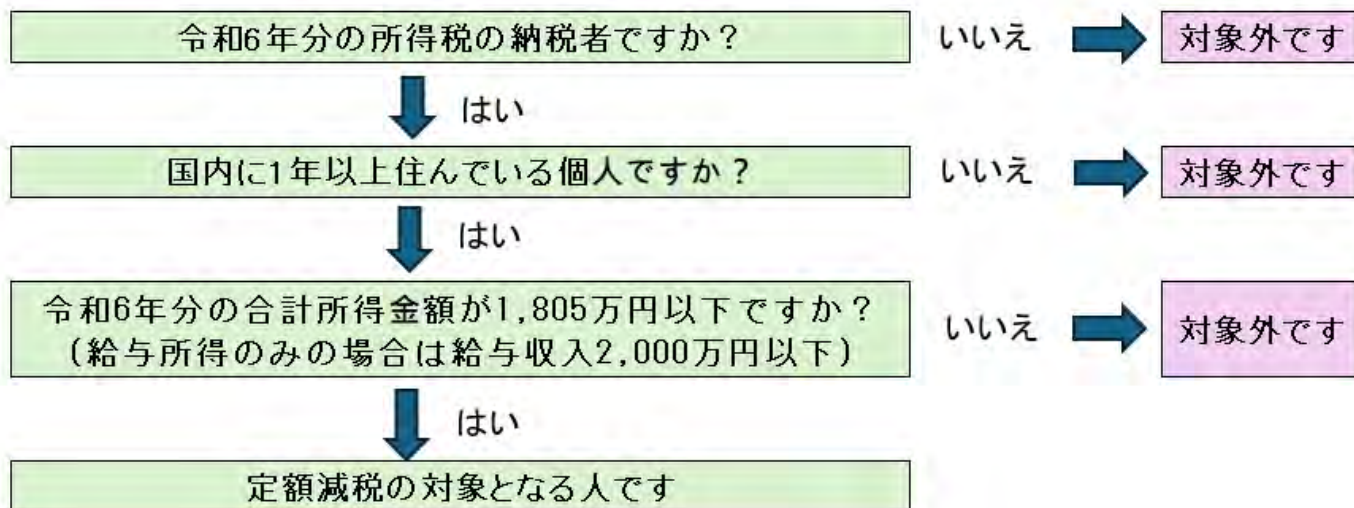 令和6年分の所得税の納税者ですか？
いいえ
対象外です
はい
国内に1年以上住んでいる個人ですか？
いいえ
対象外です
はい
令和6年分の合計所得金額が1,805万円以下ですか？
（給与所得のみの場合は給与収入2,000万円以下）
いいえ
対象外です
はい
定額減税の対象となる人です